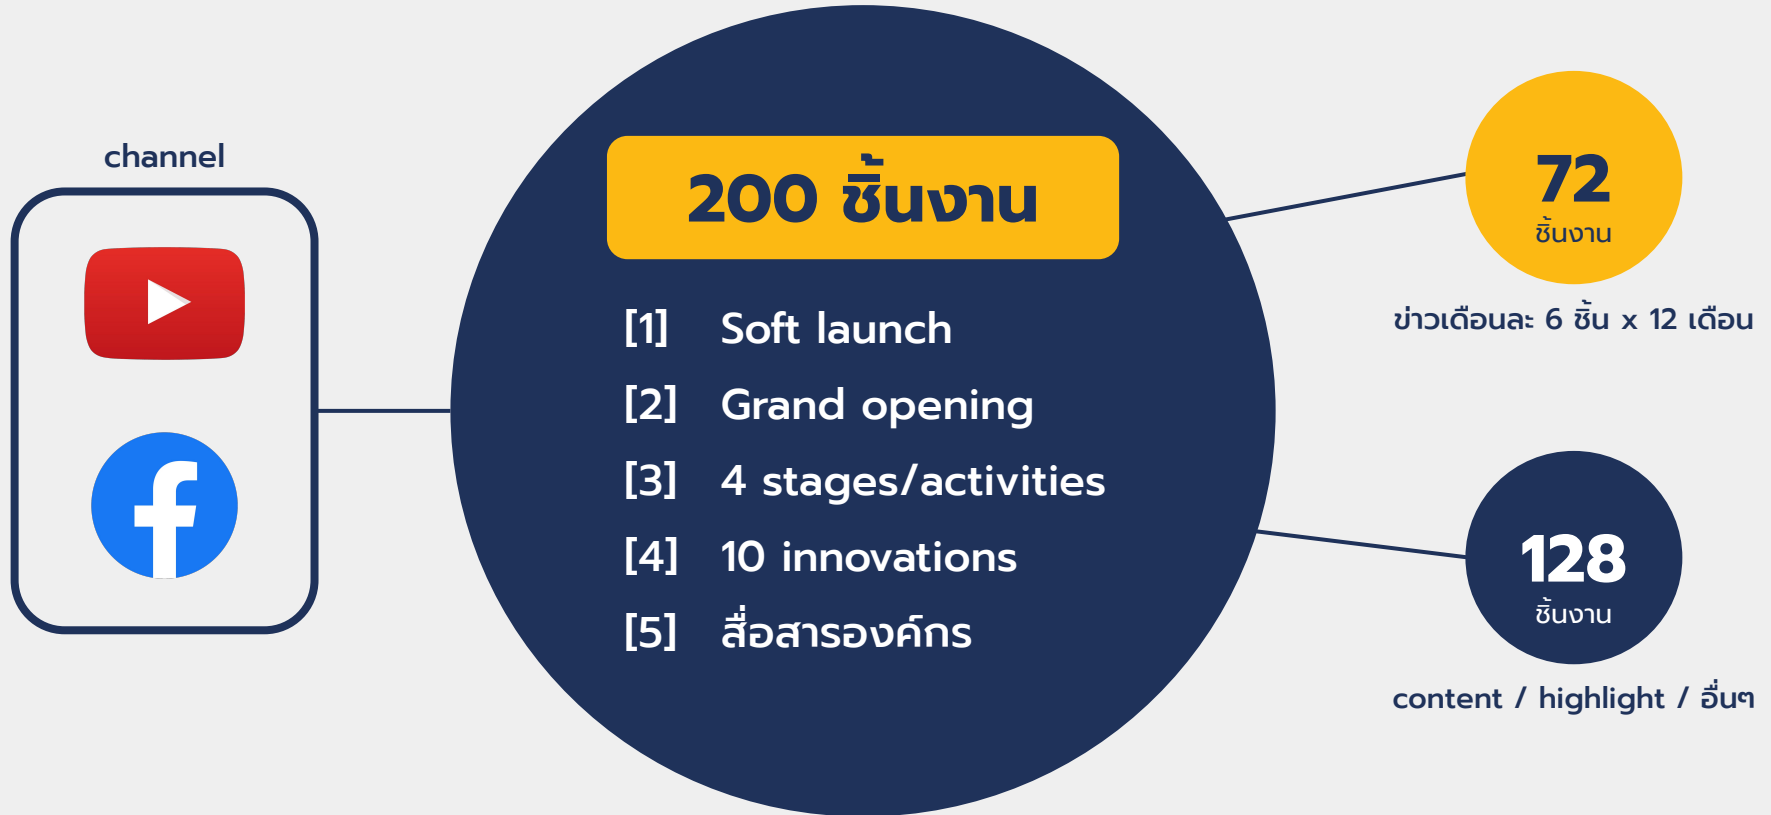 channel
200 ชิ้นงาน
[1] Soft launch
[2] Grand opening
[3] 4 stages/activities
[4] 10 innovations
[5] สื่อสารองค์กร
72
ชิ้นงาน
ข่าวเดือนละ 6 ชิ้น x 12 เดือน
128
ชิ้นงาน
content / highlight / อื่นๆ